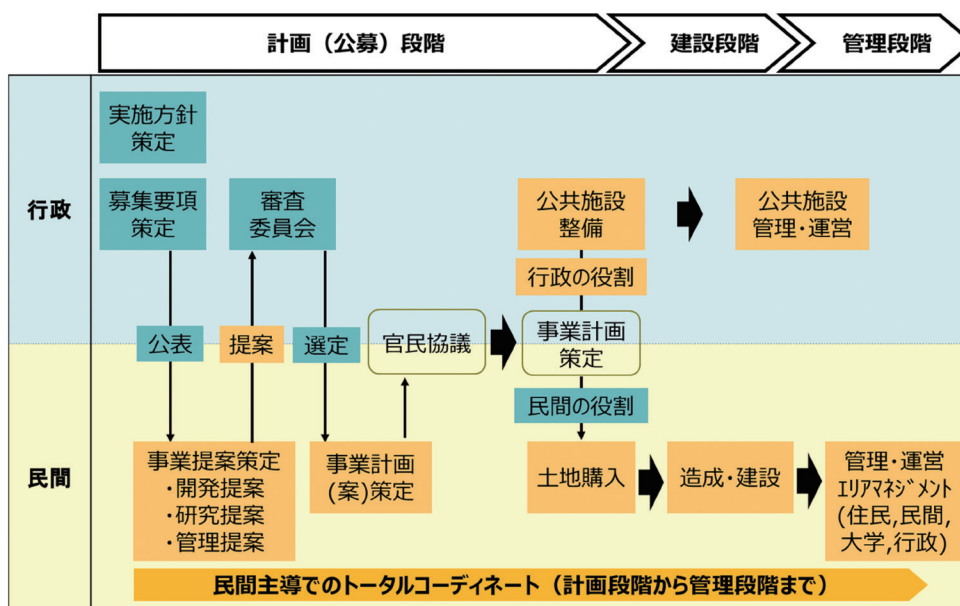 計画（公募）段階
建設段階
管理段階
行政
実施方針
策定
募集要項
策定
審査
委員会
公共施設
整備
公共施設
管理・運営
行政の役割
公表
提案
選定
官民協議
事業計画
策定
民間の役割
民間
事業提案策定
・開発提案
・研究提案
・管理提案
事業計画
(案)策定
土地購入
造成・建設
管理・運営
ｴﾘｱﾏﾈｼﾞﾒﾝﾄ
(住民,民間,
大学,行政)
民間主導でのトータルコーディネート（計画段階から管理段階まで）